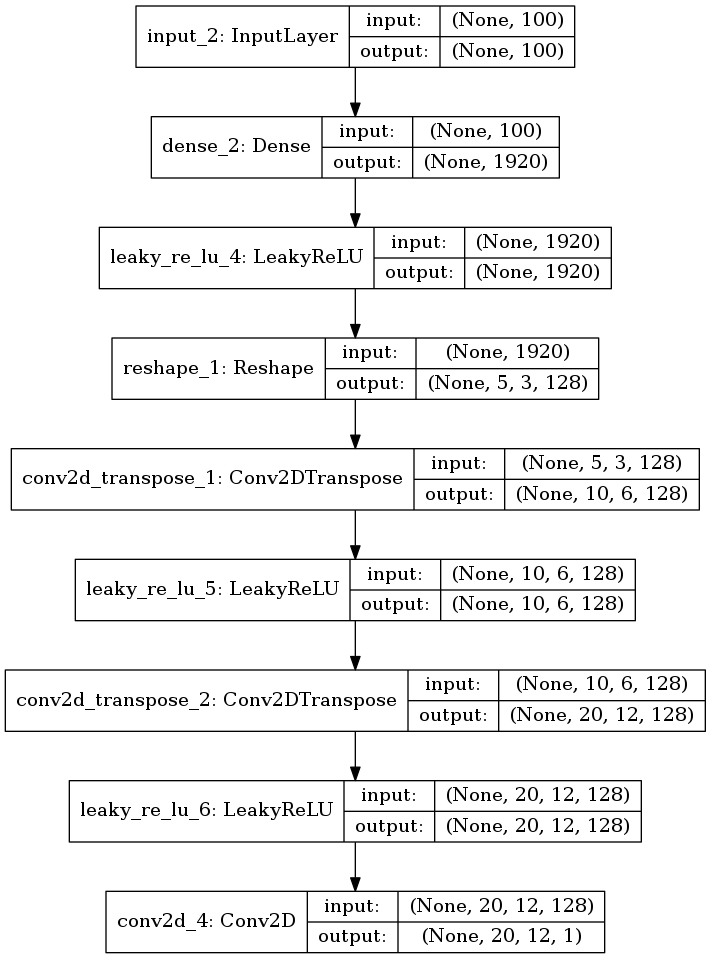 input_2: InputLayer
input: (None, 100)
output: (None, 100)
dense_2: Dense
input: (None, 100)
output: (None, 1920)
leaky_re_lu_4: LeakyReLU
input: (None, 1920)
output: (None, 1920)
reshape_1: Reshape
input: (None, 1920)
output: (None, 5, 3, 128)
conv2d_transpose_1: Conv2DTranspose
input: (None, 5, 3, 128)
output: (None, 10, 6, 128)
leaky_re_lu_5: LeakyReLU
input: (None, 10, 6, 128)
output: (None, 10, 6, 128)
conv2d_transpose_2: Conv2DTranspose
input: (None, 10, 6, 128)
output: (None, 20, 12, 128)
leaky_re_lu_6: LeakyReLU
input: (None, 20, 12, 128)
output: (None, 20, 12, 128)
conv2d_4: Conv2D
input: (None, 20, 12, 128)
output: (None, 20, 12, 1)